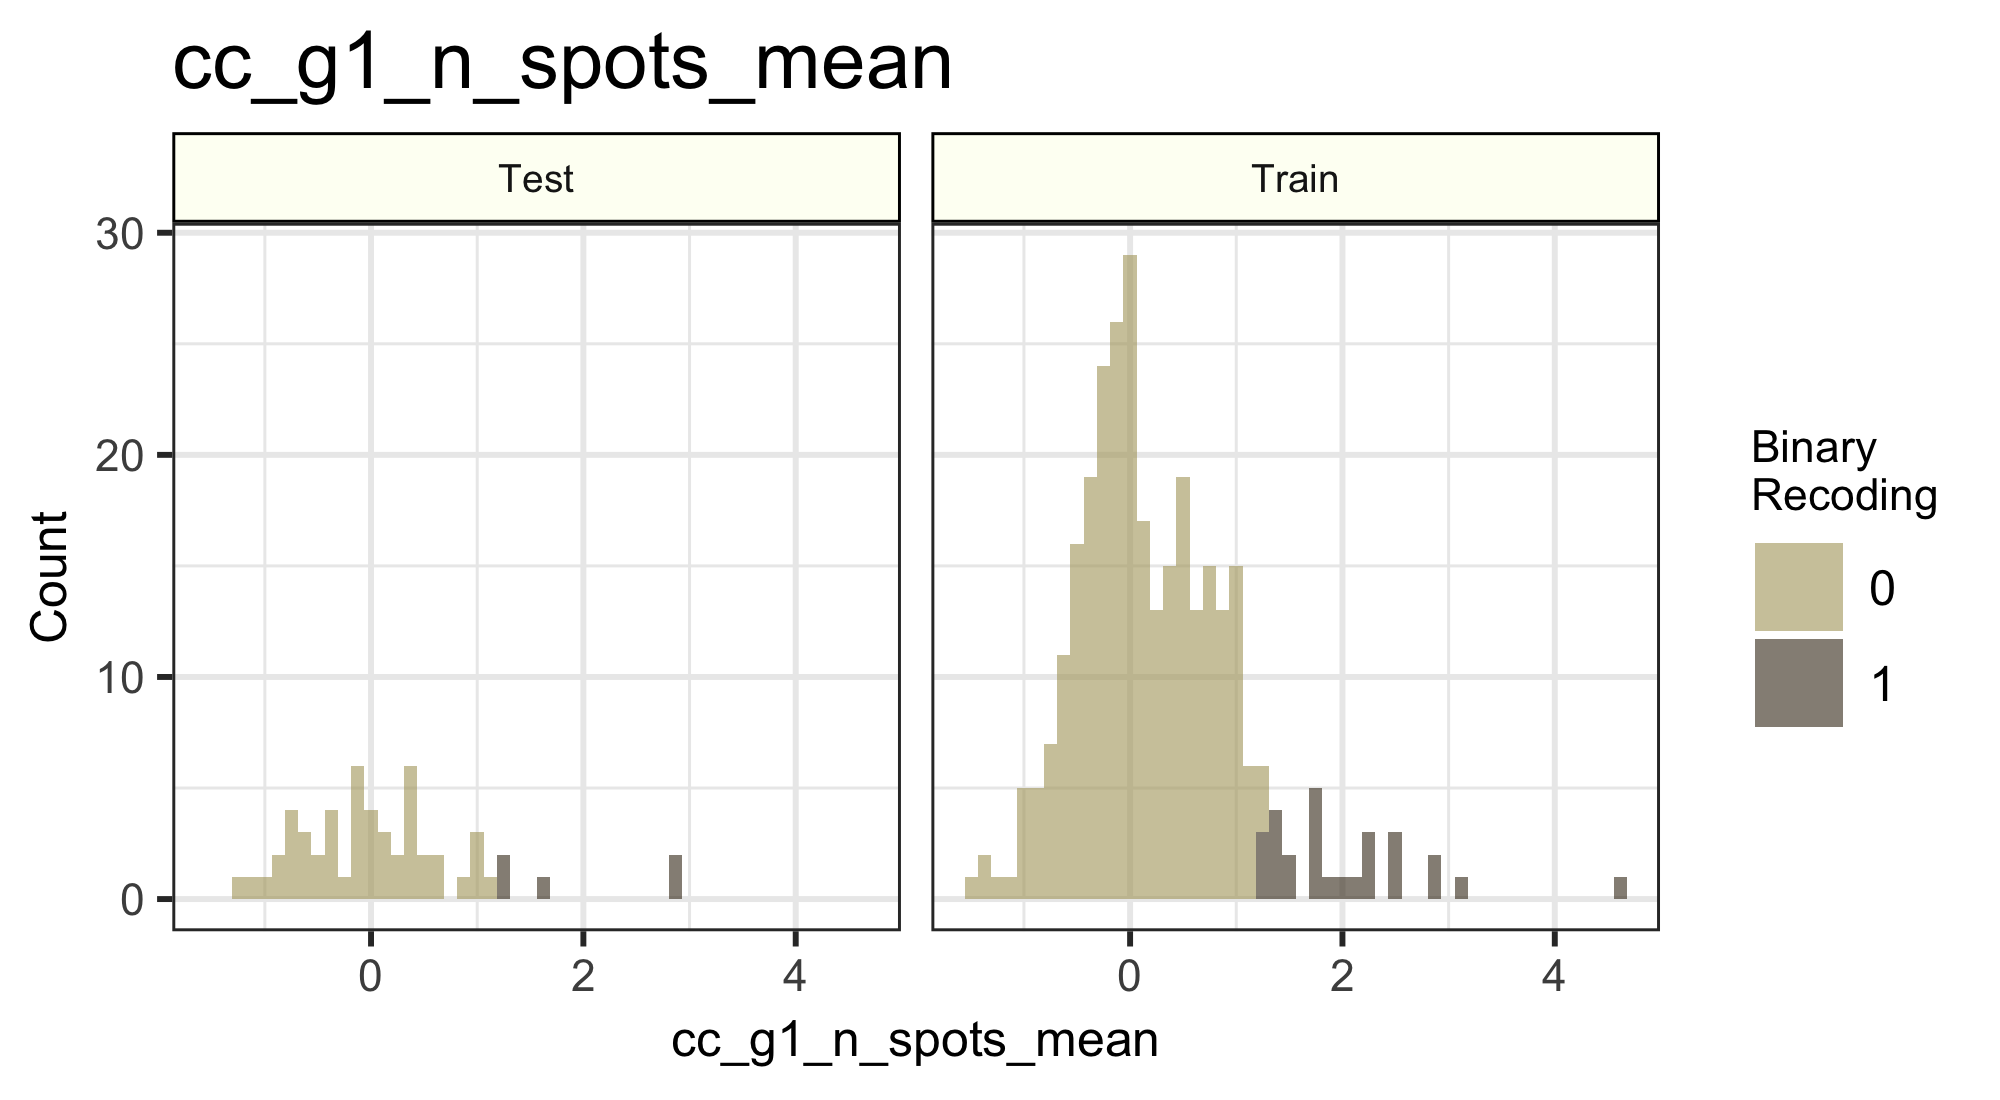 cc_g1_n_spots_mean
Test
Train
30
20
10
0
Count
0
2
4
0
2
4
cc_g1_n_spots_mean
Binary
Recoding
0
1